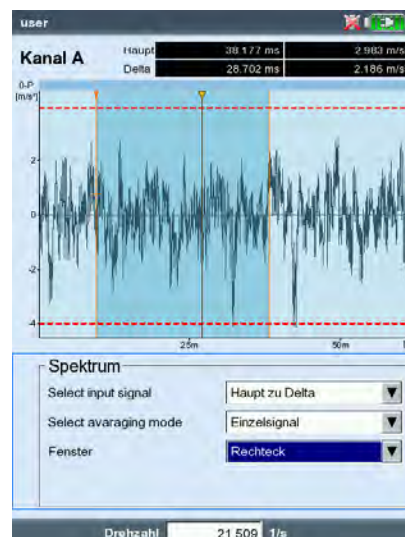 user
Kanal A
Haupt 38.177 ms 2.983 m/s
Delta 28.702 ms 2.186 m/s
0-P
[m/s²]
2
0
-2
-4
25m 50m
Spektrum
Select input signal Haupt zu Delta
Select avaraging mode Einzelsignal
Fenster Rechteck
Drehzahl 21.509 1/s